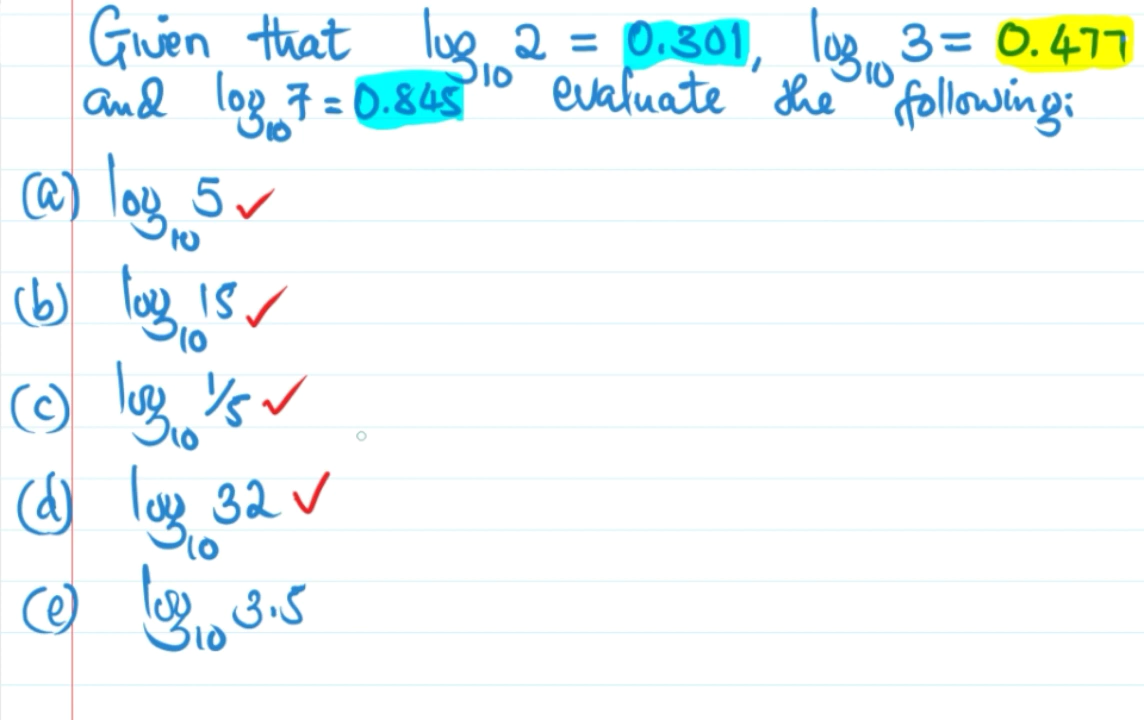 Given that log₁₀ 2 = 0.301, log₁₀ 3 = 0.477
and log₁₀ 7 = 0.845 evaluate the following:
(a) log₁₀ 5 ✓
(b) log₁₀ 15 ✓
(c) log₁₀ 1/5 ✓
(d) log₁₀ 32 ✓
(e) log₁₀ 3.5